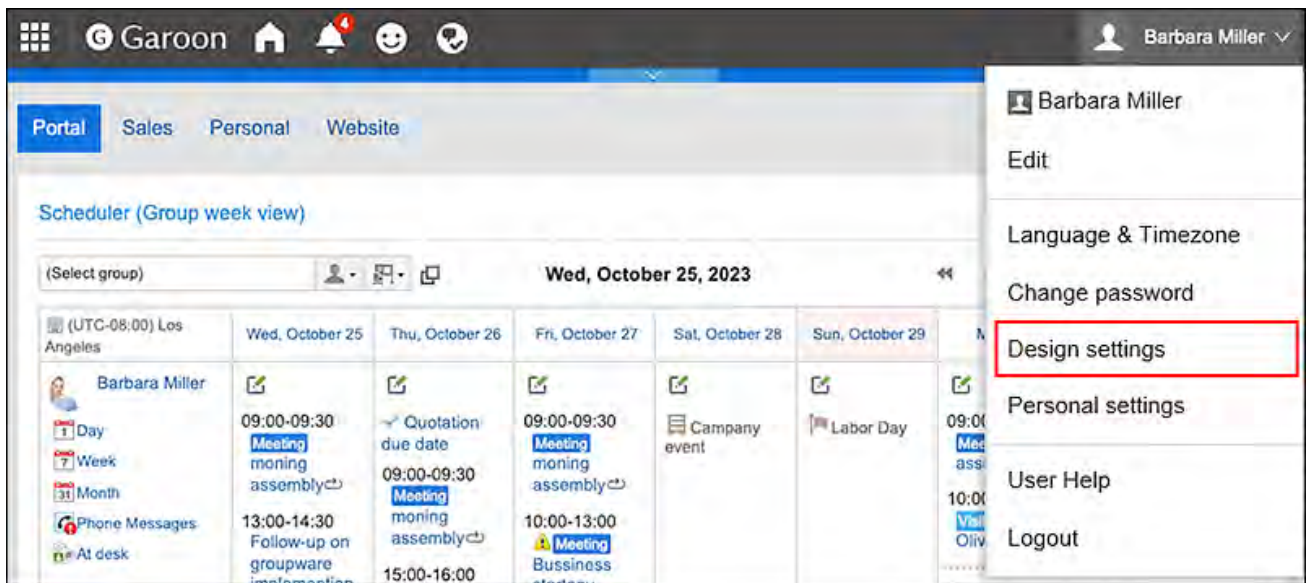 Garoon 4 Barbara Miller
Portal Sales Personal Website
Scheduler (Group week view)
(Select group) Wed, October 25, 2023
(UTC-08:00) Los Angeles
Wed, October 25 Thu, October 26 Fri, October 27 Sat, October 28 Sun, October 29
Barbara Miller
Day
Week
Month
Phone Messages
At desk
09:00-09:30
Meeting
moning
assembly
13:00-14:30
Follow-up on
groupware
Quotation
due date
09:00-09:30
Meeting
moning
assembly
15:00-16:00
09:00-09:30
Meeting
moning
assembly
10:00-13:00
Meeting
Bussiness
Campany
event
Labor Day
Barbara Miller
Edit
Language & Timezone
Change password
Design settings
Personal settings
User Help
Logout